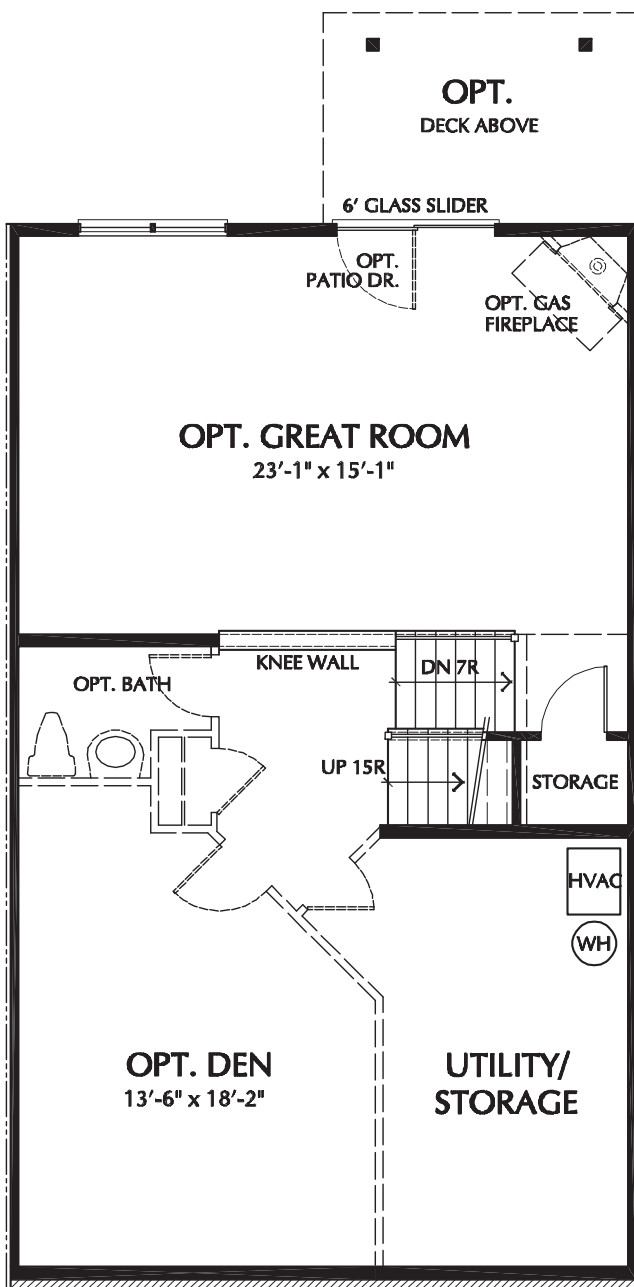 OPT.
DECK ABOVE
6' GLASS SLIDER
OPT.
PATIO DR.
OPT. GAS
FIREPLACE
OPT. GREAT ROOM
23'-1" x 15'-1"
KNEE WALL
DN 7R
OPT. BATH
UP 15R
STORAGE
HVAC
WH
OPT. DEN
13'-6" x 18'-2"
UTILITY/
STORAGE